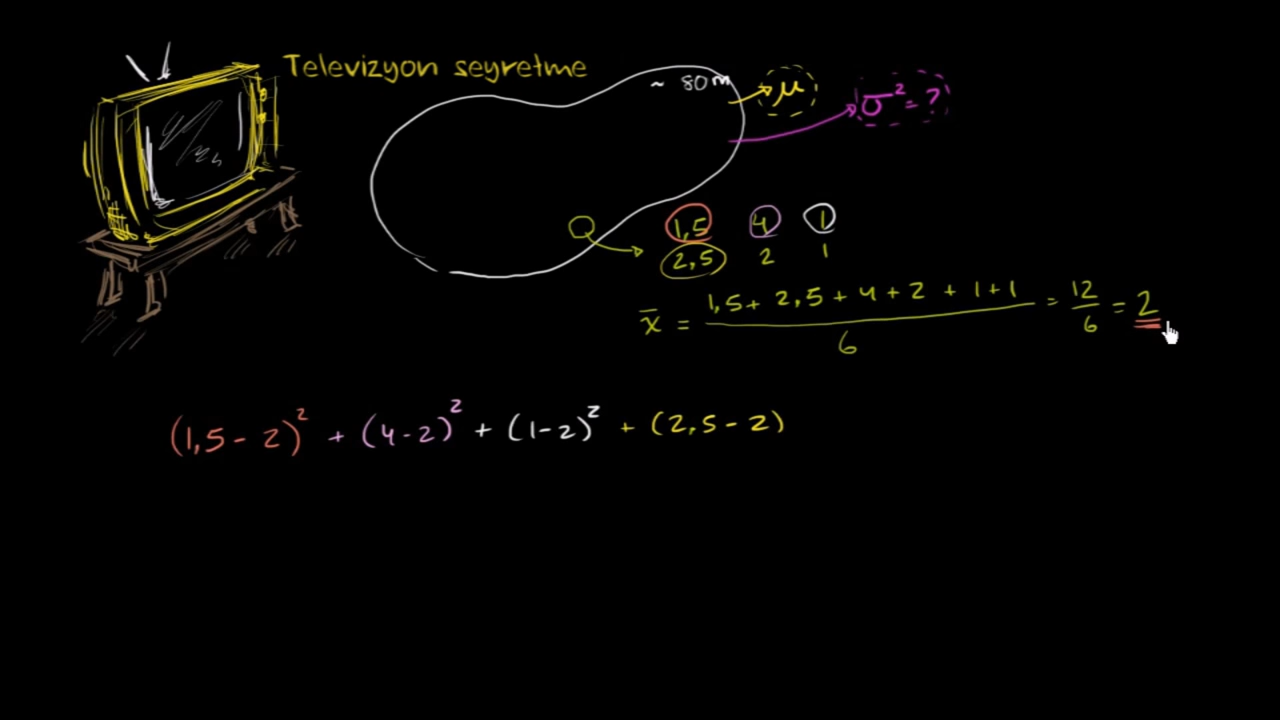 Televizyon seyretme
~ 80m
μ
σ² = ?
1,5 4 1
2,5 2 1
x̄ = (1,5 + 2,5 + 4 + 2 + 1 + 1) / 6 = 12/6 = 2
(1,5 - 2)² + (4-2)² + (1-2)² + (2,5 - 2)